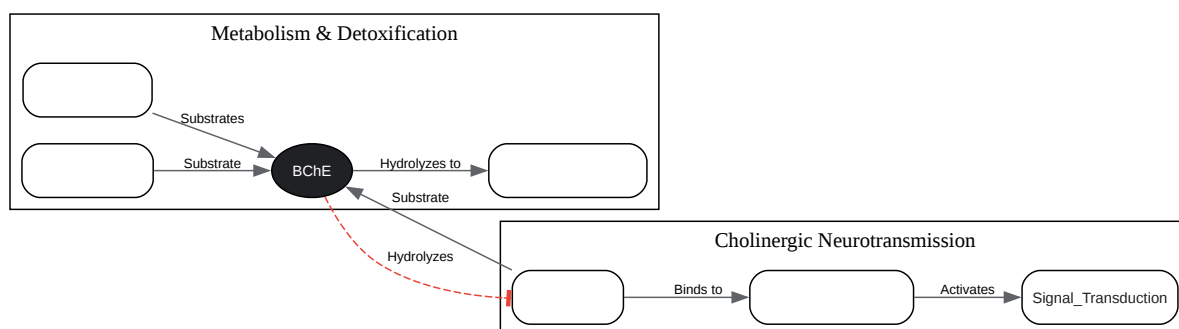 Metabolism & Detoxification
Substrates
Substrate
BChE
Hydrolyzes to
Substrate
Hydrolyzes
Cholinergic Neurotransmission
Binds to
Activates
Signal_Transduction